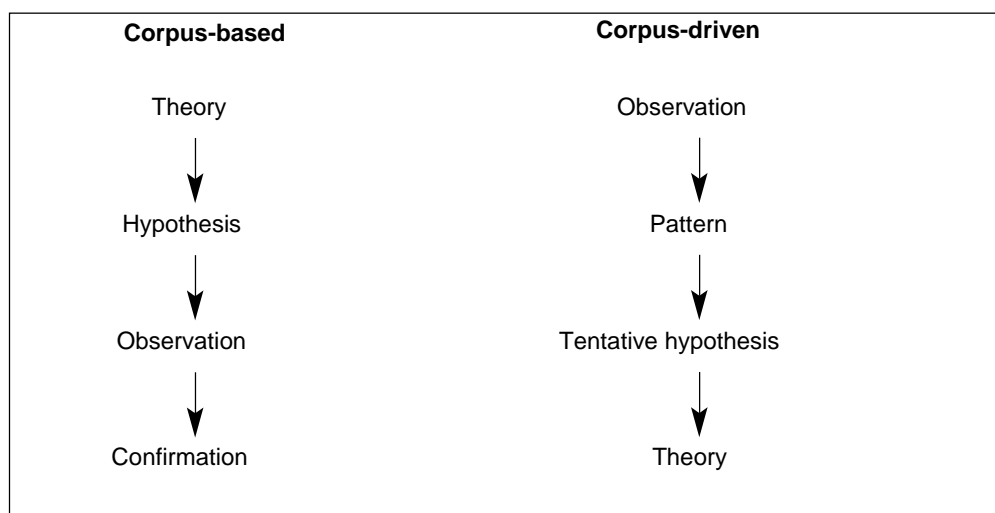 Corpus-based
Theory
Hypothesis
Observation
Confirmation
Corpus-driven
Observation
Pattern
Tentative hypothesis
Theory